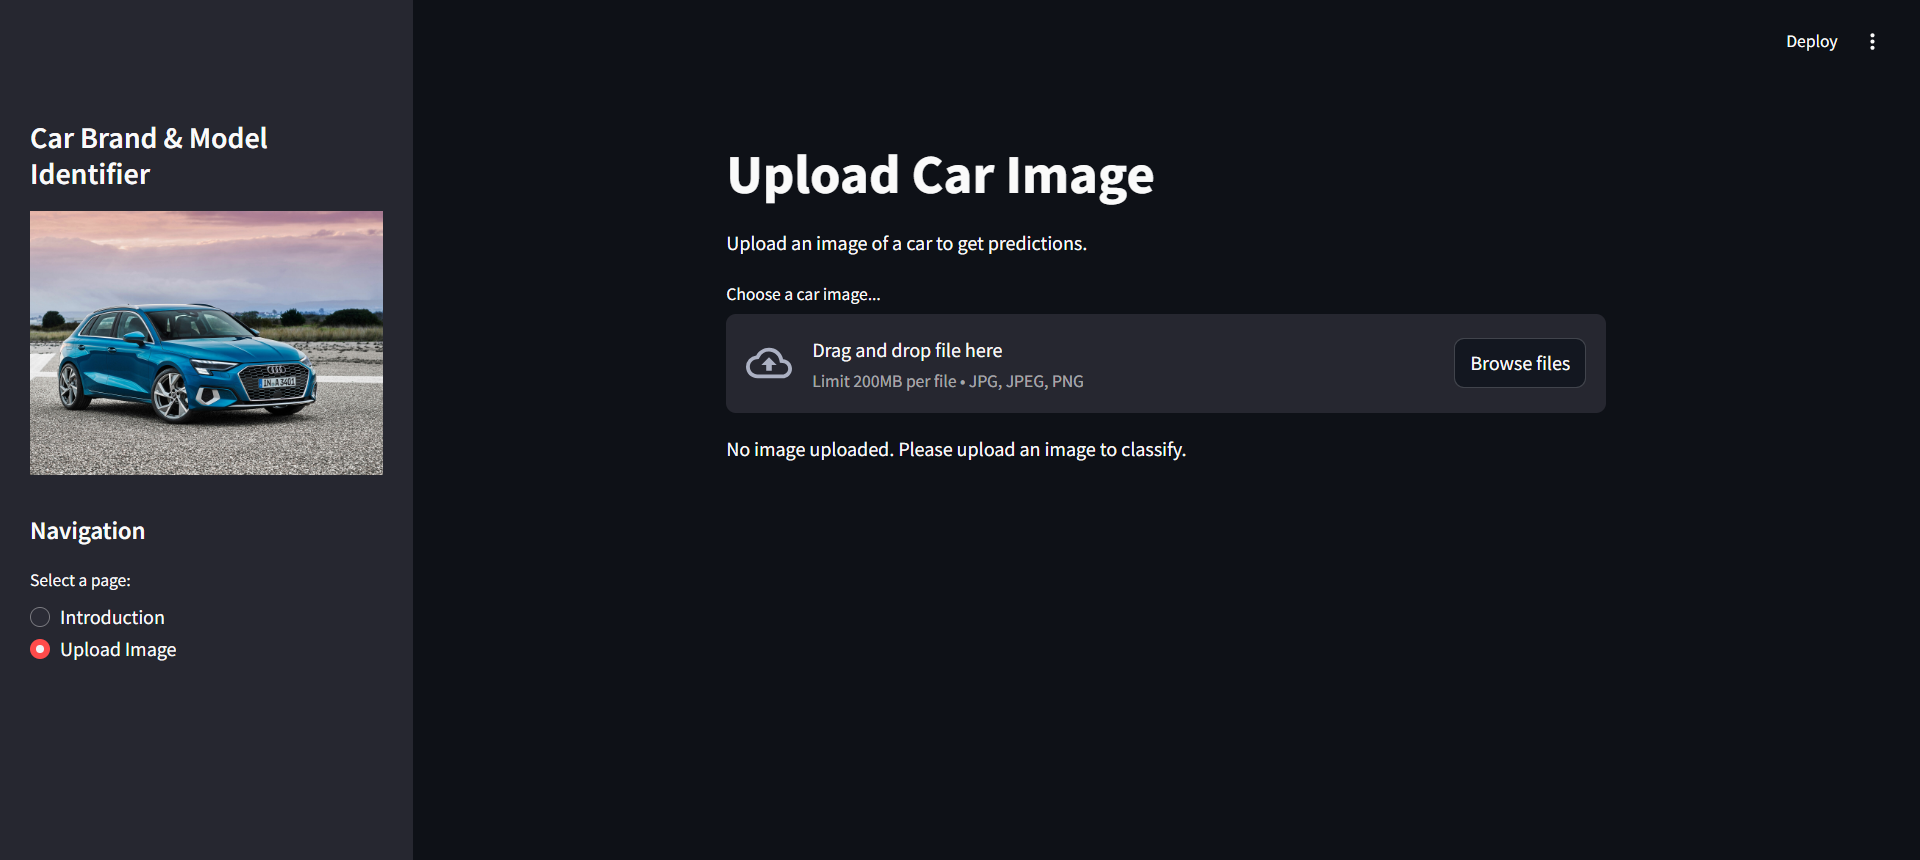 Deploy
Car Brand & Model
Identifier
Navigation
Select a page:
Introduction
Upload Image
Upload Car Image
Upload an image of a car to get predictions.
Choose a car image...
Drag and drop file here
Limit 200MB per file • JPG, JPEG, PNG
Browse files
No image uploaded. Please upload an image to classify.